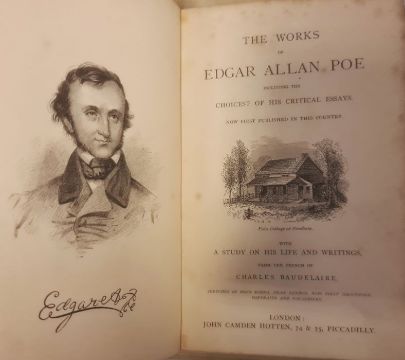 Edgar A Poe
THE WORKS
OF
EDGAR ALLAN POE
INCLUDING THE
CHOICEST OF HIS CRITICAL ESSAYS.
NOW FIRST PUBLISHED IN THIS COUNTRY.
Poe's Cottage at Fordham.
WITH
A STUDY ON HIS LIFE AND WRITINGS,
FROM THE FRENCH OF
CHARLES BAUDELAIRE.
LONDON:
JOHN CAMDEN HOTTEN, 74 & 75, PICCADILLY.